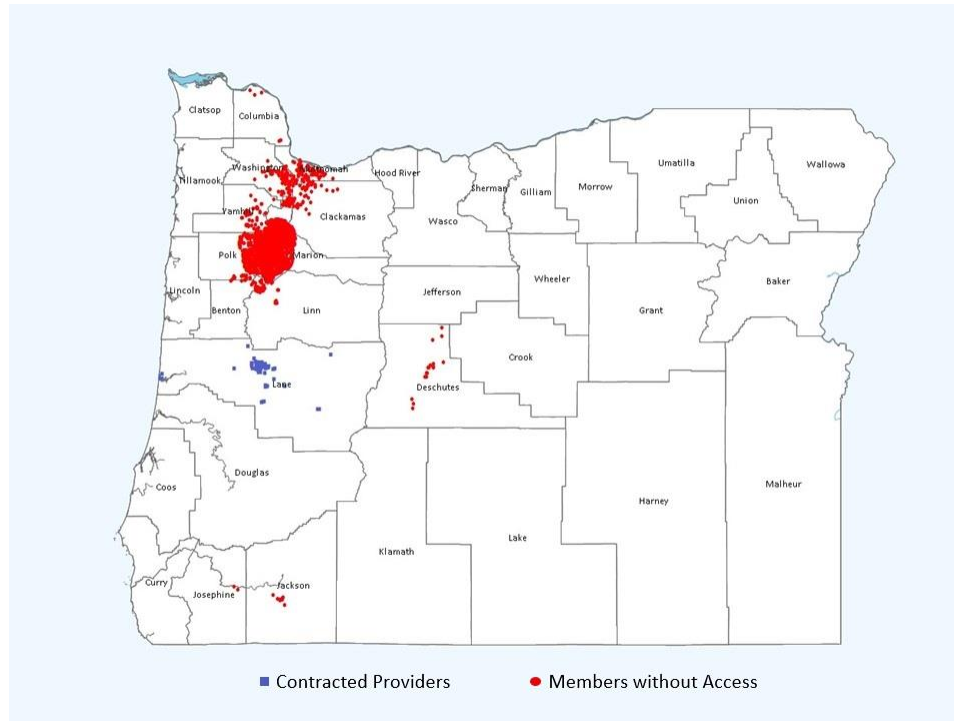 Clatsop
Columbia
Washington
Multnomah
Hood River
Tillamook
Sherman
Gilliam
Morrow
Umatilla
Wallowa
Union
Yamhill
Clackamas
Wasco
Polk
Marion
Lincoln
Jefferson
Wheeler
Baker
Benton
Linn
Grant
Crook
Lane
Deschutes
Douglas
Coos
Malheur
Harney
Lake
Klamath
Curry
Josephine
Jackson
Contracted Providers
Members without Access